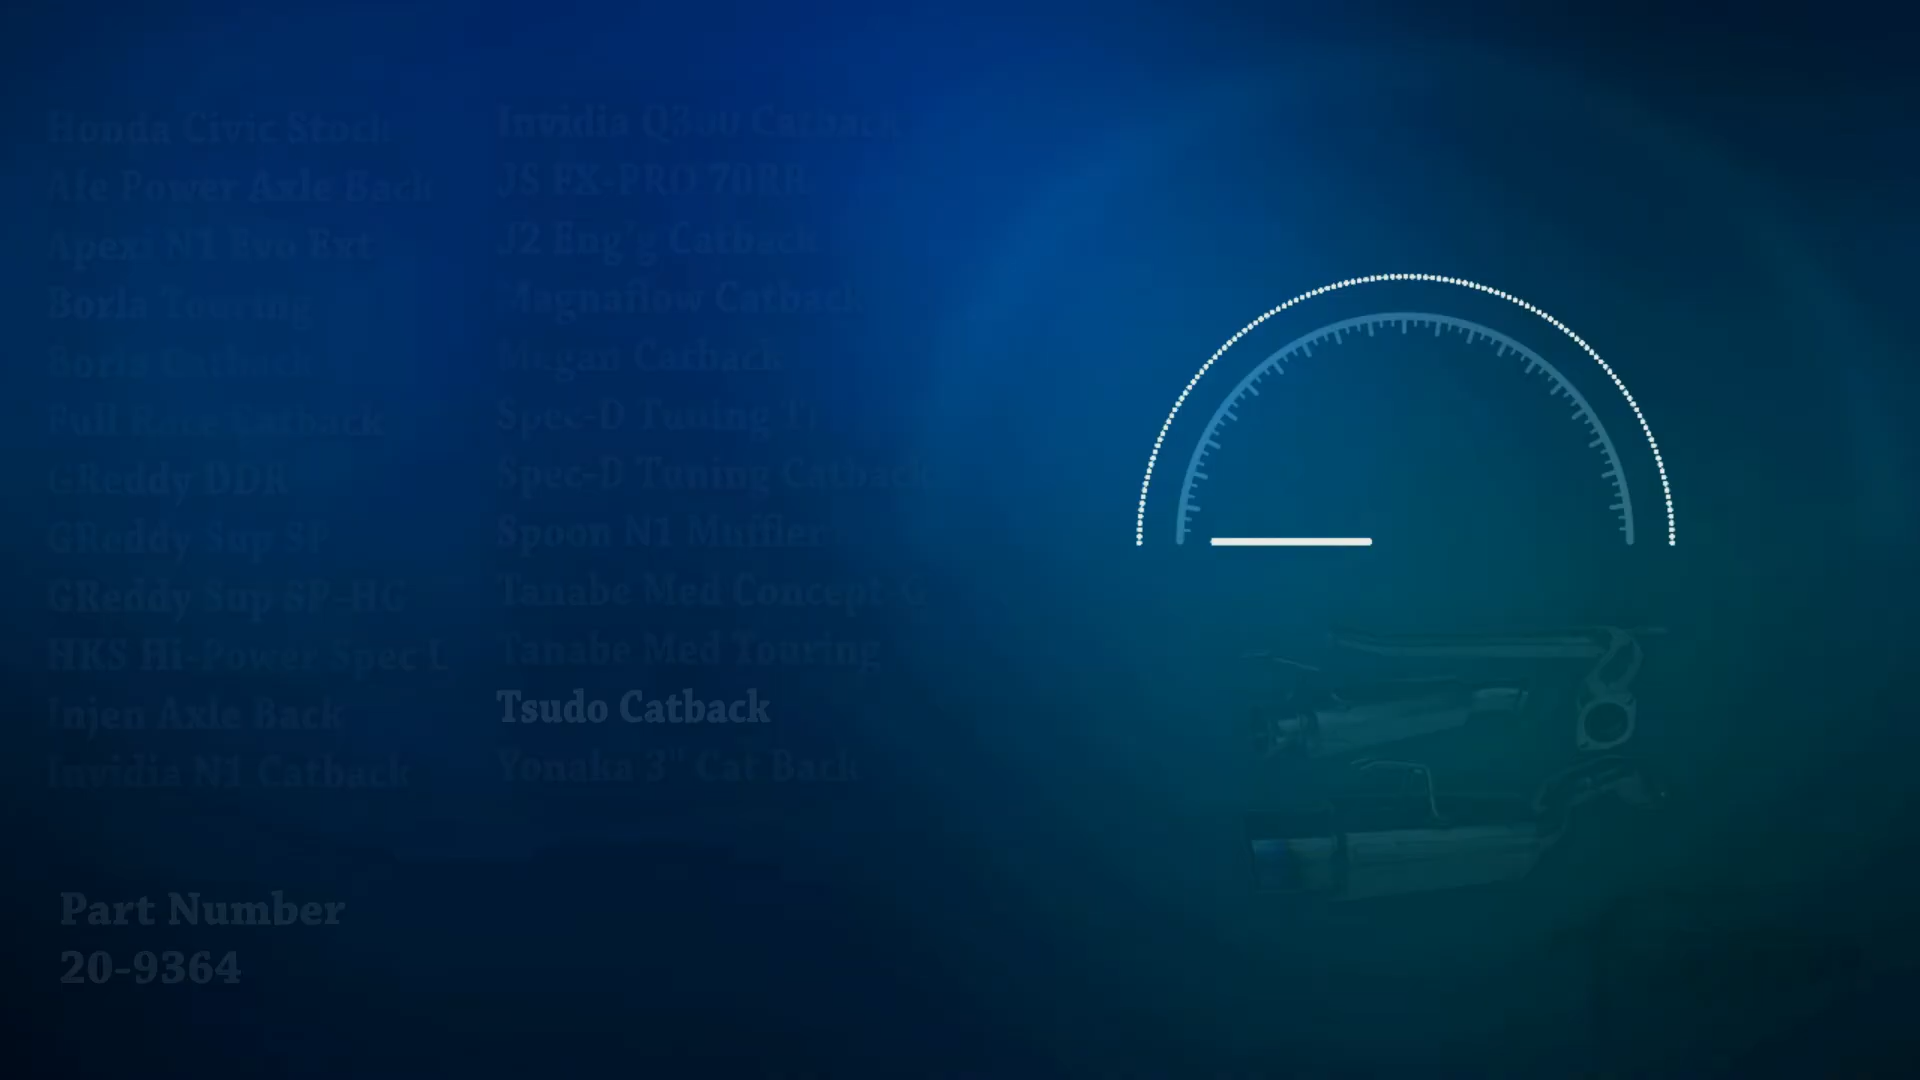 Honda Civic Stock
Afe Power Axle Back
Apexi N1 Evo Ext
Borla Touring
Borla Catback
Full Race Catback
GReddy DDR
GReddy Sup SP
GReddy Sup SP-HG
HKS Hi-Power Spec L
Injen Axle Back
Invidia N1 Catback
Invidia Q300 Catback
JS FX-PRO 70RR
J2 Eng'g Catback
Magnaflow Catback
Megan Catback
Spec-D Tuning
Spec-D Tuning Catback
Spoon N1 Muffler
Tanabe Med Concept G
Tanabe Med Touring
Tsudo Catback
Yonaka 3" Cat Back
Part Number
20-9364